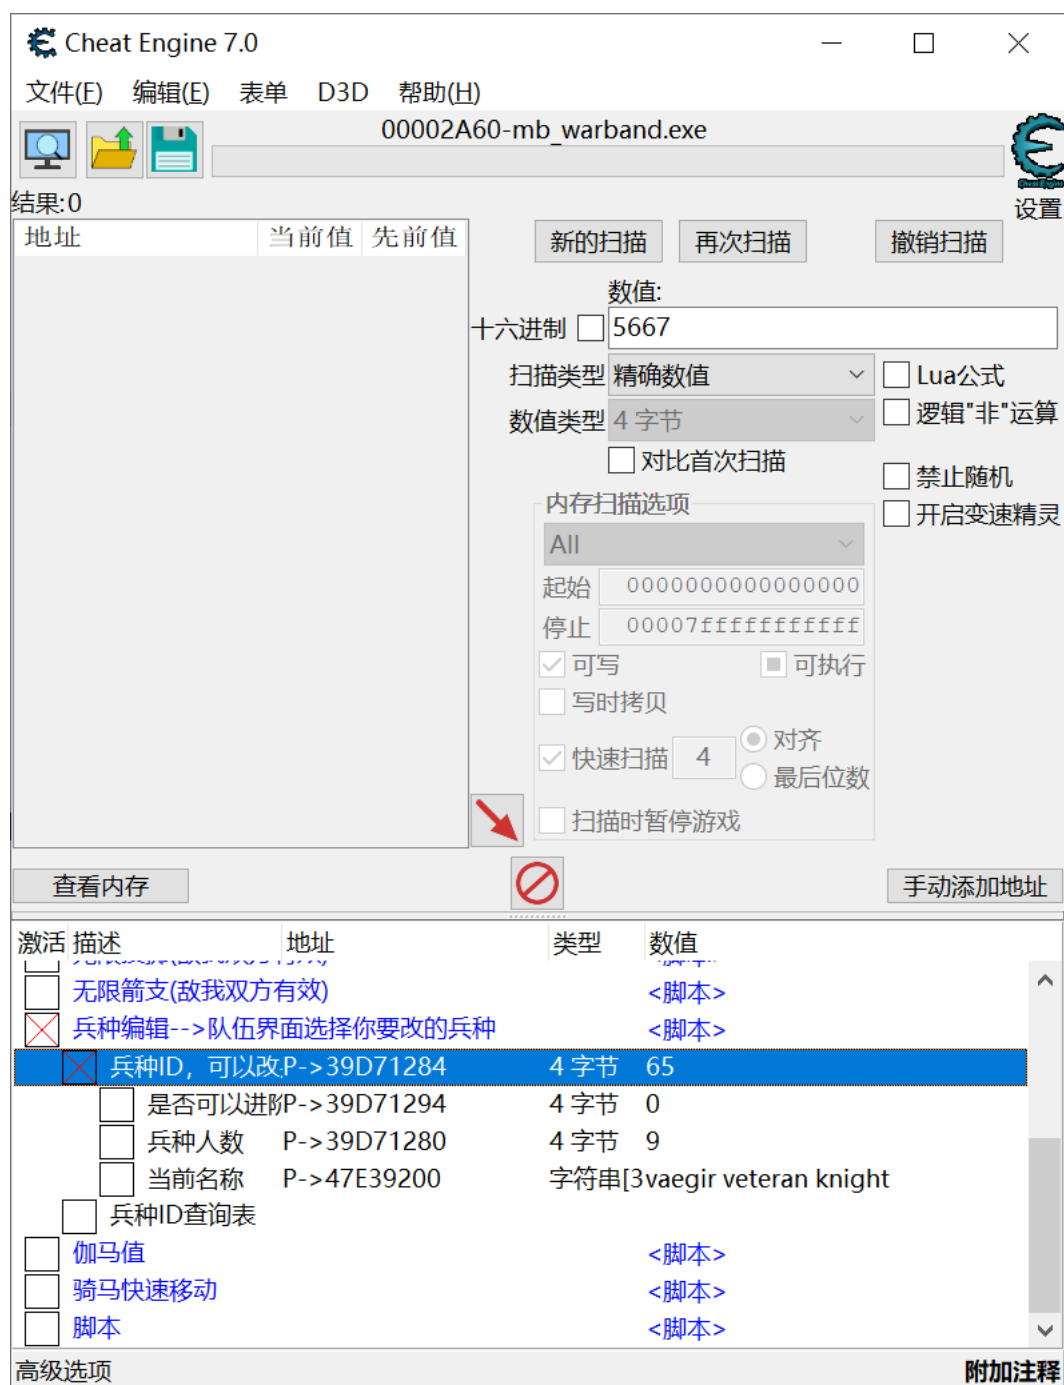 Cheat Engine 7.0
文件(F) 编辑(E) 表单 D3D 帮助(H)
00002A60-mb_warband.exe
Cheat Engine
设置
结果:0
地址 当前值 先前值
新的扫描 再次扫描 撤销扫描
数值:
十六进制 5667
扫描类型 精确数值 Lua公式
数值类型 4 字节 逻辑"非"运算
对比首次扫描
禁止随机
内存扫描选项
开启变速精灵
All
起始 0000000000000000
停止 00007fffffffffff
可写 可执行
写时拷贝
快速扫描 4 对齐
最后位数
扫描时暂停游戏
查看内存 手动添加地址
激活 描述 地址 类型 数值
无限箭支(敌我双方有效) <脚本>
兵种编辑-->队伍界面选择你要改的兵种 <脚本>
兵种ID，可以改 P->39D71284 4 字节 65
是否可以进阶 P->39D71294 4 字节 0
兵种人数 P->39D71280 4 字节 9
当前名称 P->47E39200 字符串[3 vaegir veteran knight
兵种ID查询表
伽马值 <脚本>
骑马快速移动 <脚本>
脚本 <脚本>
高级选项 附加注释